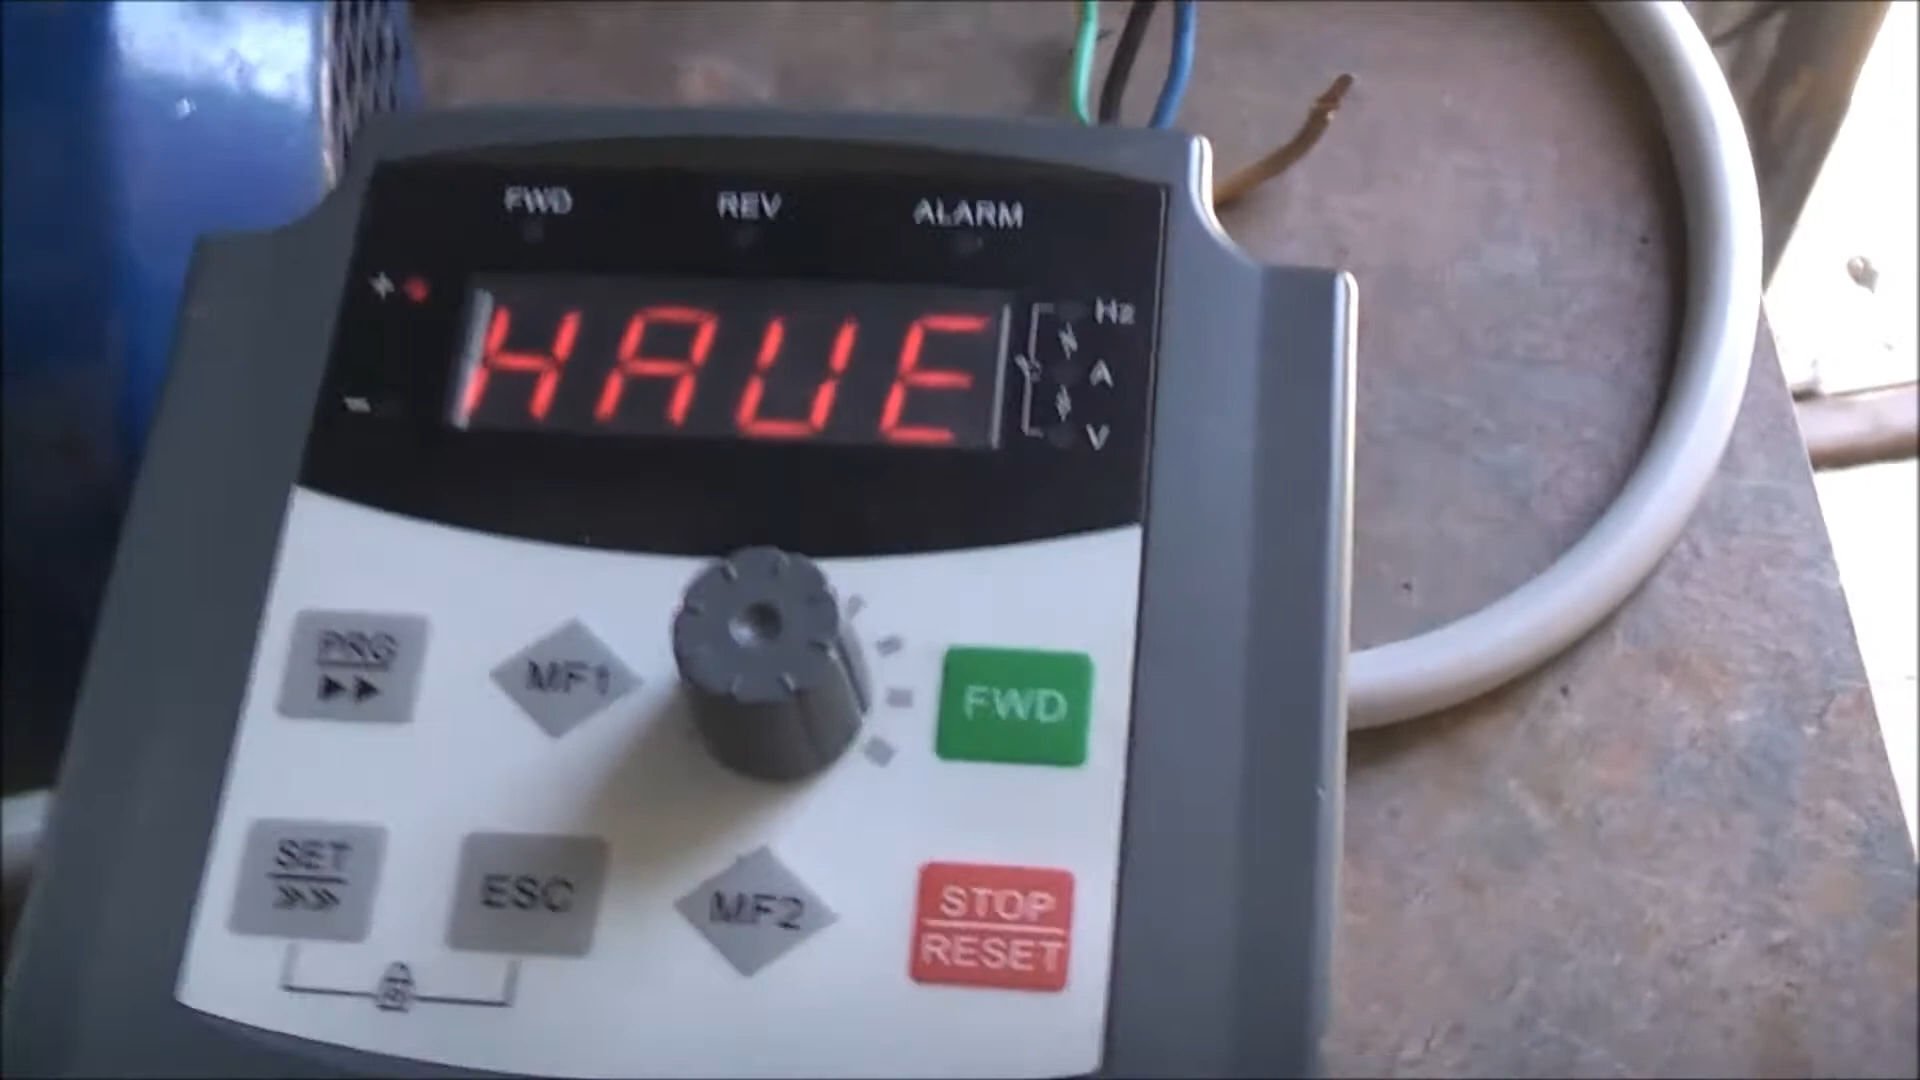 FWD REV ALARM
+
HAUE
Hz
A
-
V
PRG
MF1
FWD
SET
ESC
MF2
STOP
RESET